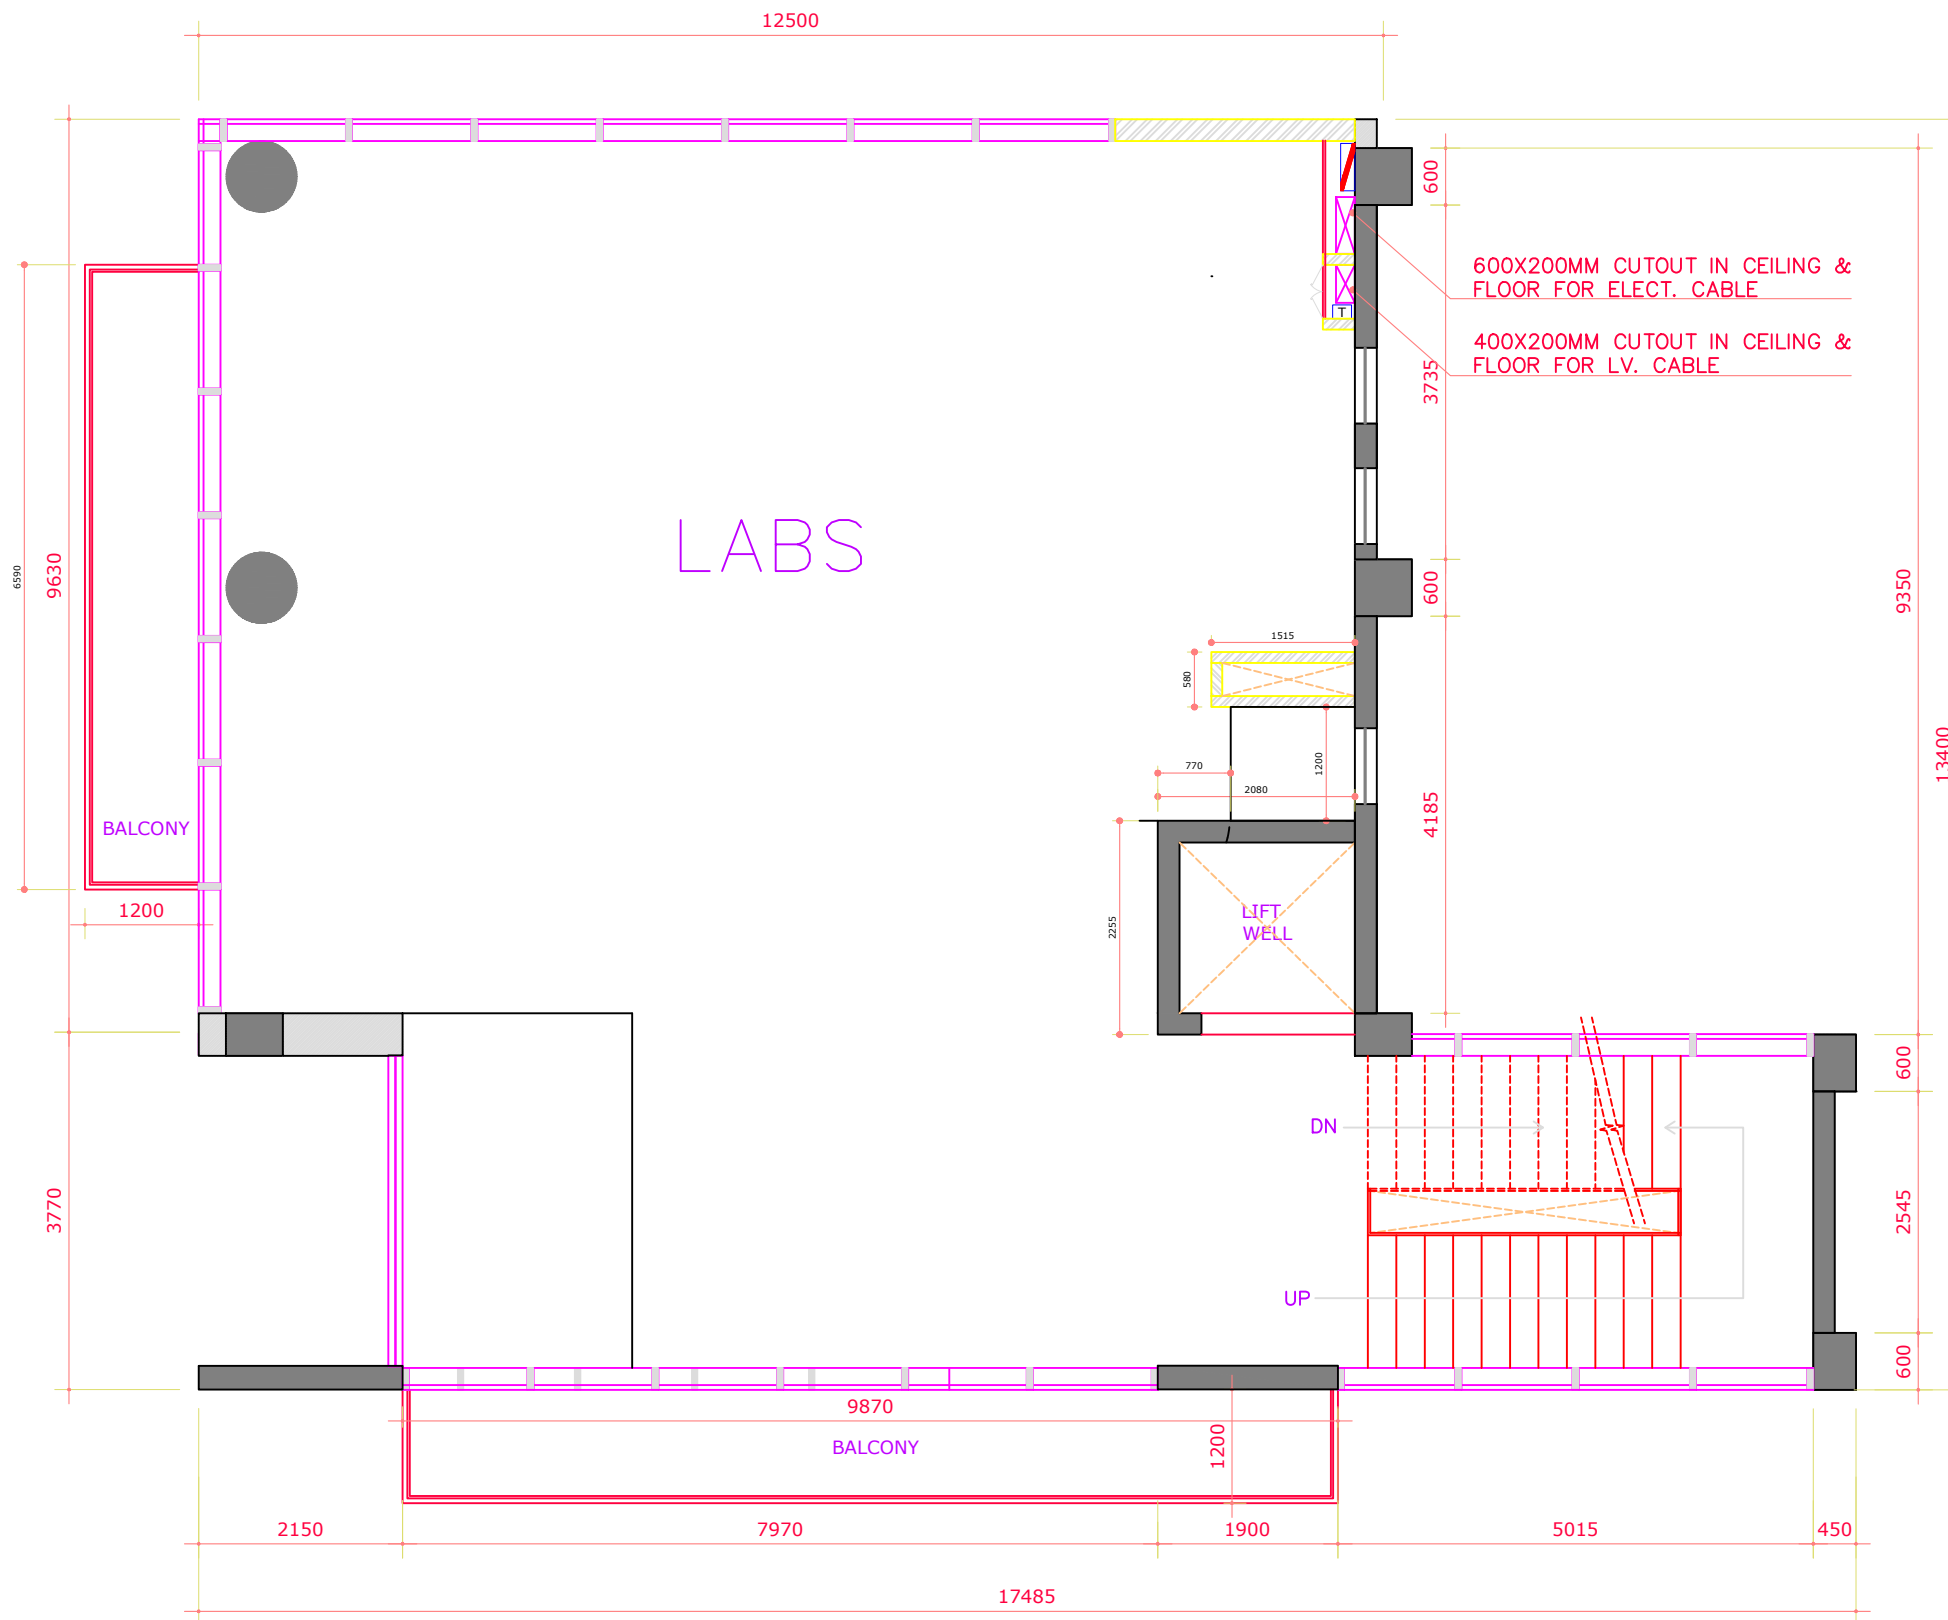 12500
600
600X200MM CUTOUT IN CEILING &
FLOOR FOR ELECT. CABLE
T
400X200MM CUTOUT IN CEILING &
FLOOR FOR LV. CABLE
3735
LABS
6590
9630
600
9350
1515
580
13400
770
1200
2080
4185
BALCONY
1200
2255
LIFT
WELL
600
DN
3770
2545
UP
600
9870
BALCONY
1200
2150
7970
1900
5015
450
17485